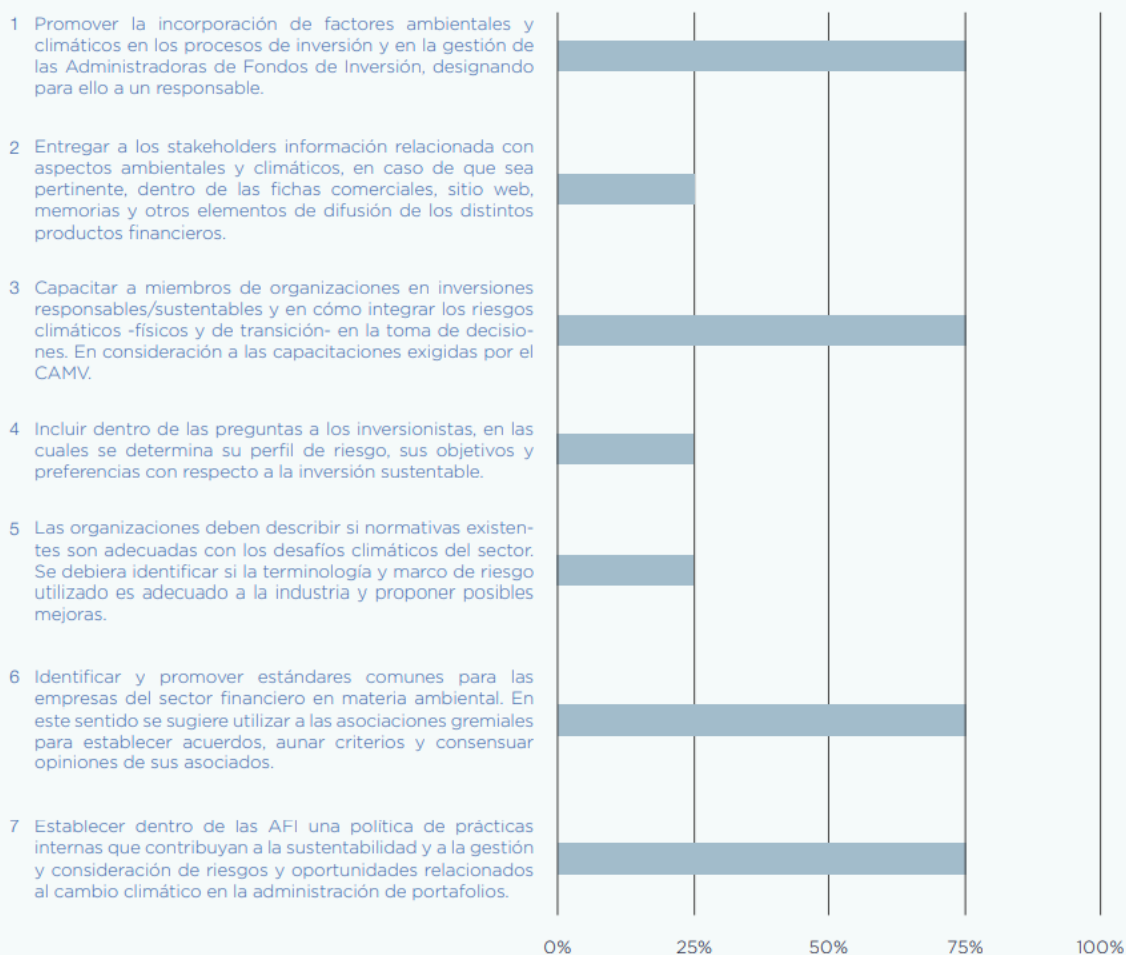 1 Promover la incorporación de factores ambientales y
climáticos en los procesos de inversión y en la gestión de
las Administradoras de Fondos de Inversión, designando
para ello a un responsable.
2 Entregar a los stakeholders información relacionada con
aspectos ambientales y climáticos, en caso de que sea
pertinente, dentro de las fichas comerciales, sitio web,
memorias y otros elementos de difusión de los distintos
productos financieros.
3 Capacitar a miembros de organizaciones en inversiones
responsables/sustentables y en cómo integrar los riesgos
climáticos -físicos y de transición- en la toma de decisio-
nes. En consideración a las capacitaciones exigidas por el
CAMV.
4 Incluir dentro de las preguntas a los inversionistas, en las
cuales se determina su perfil de riesgo, sus objetivos y
preferencias con respecto a la inversión sustentable.
5 Las organizaciones deben describir si normativas existen-
tes son adecuadas con los desafíos climáticos del sector.
Se debiera identificar si la terminología y marco de riesgo
utilizado es adecuado a la industria y proponer posibles
mejoras.
6 Identificar y promover estándares comunes para las
empresas del sector financiero en materia ambiental. En
este sentido se sugiere utilizar a las asociaciones gremiales
para establecer acuerdos, aunar criterios y consensuar
opiniones de sus asociados.
7 Establecer dentro de las AFI una política de prácticas
internas que contribuyan a la sustentabilidad y a la gestión
y consideración de riesgos y oportunidades relacionados
al cambio climático en la administración de portafolios.
0% 25% 50% 75% 100%